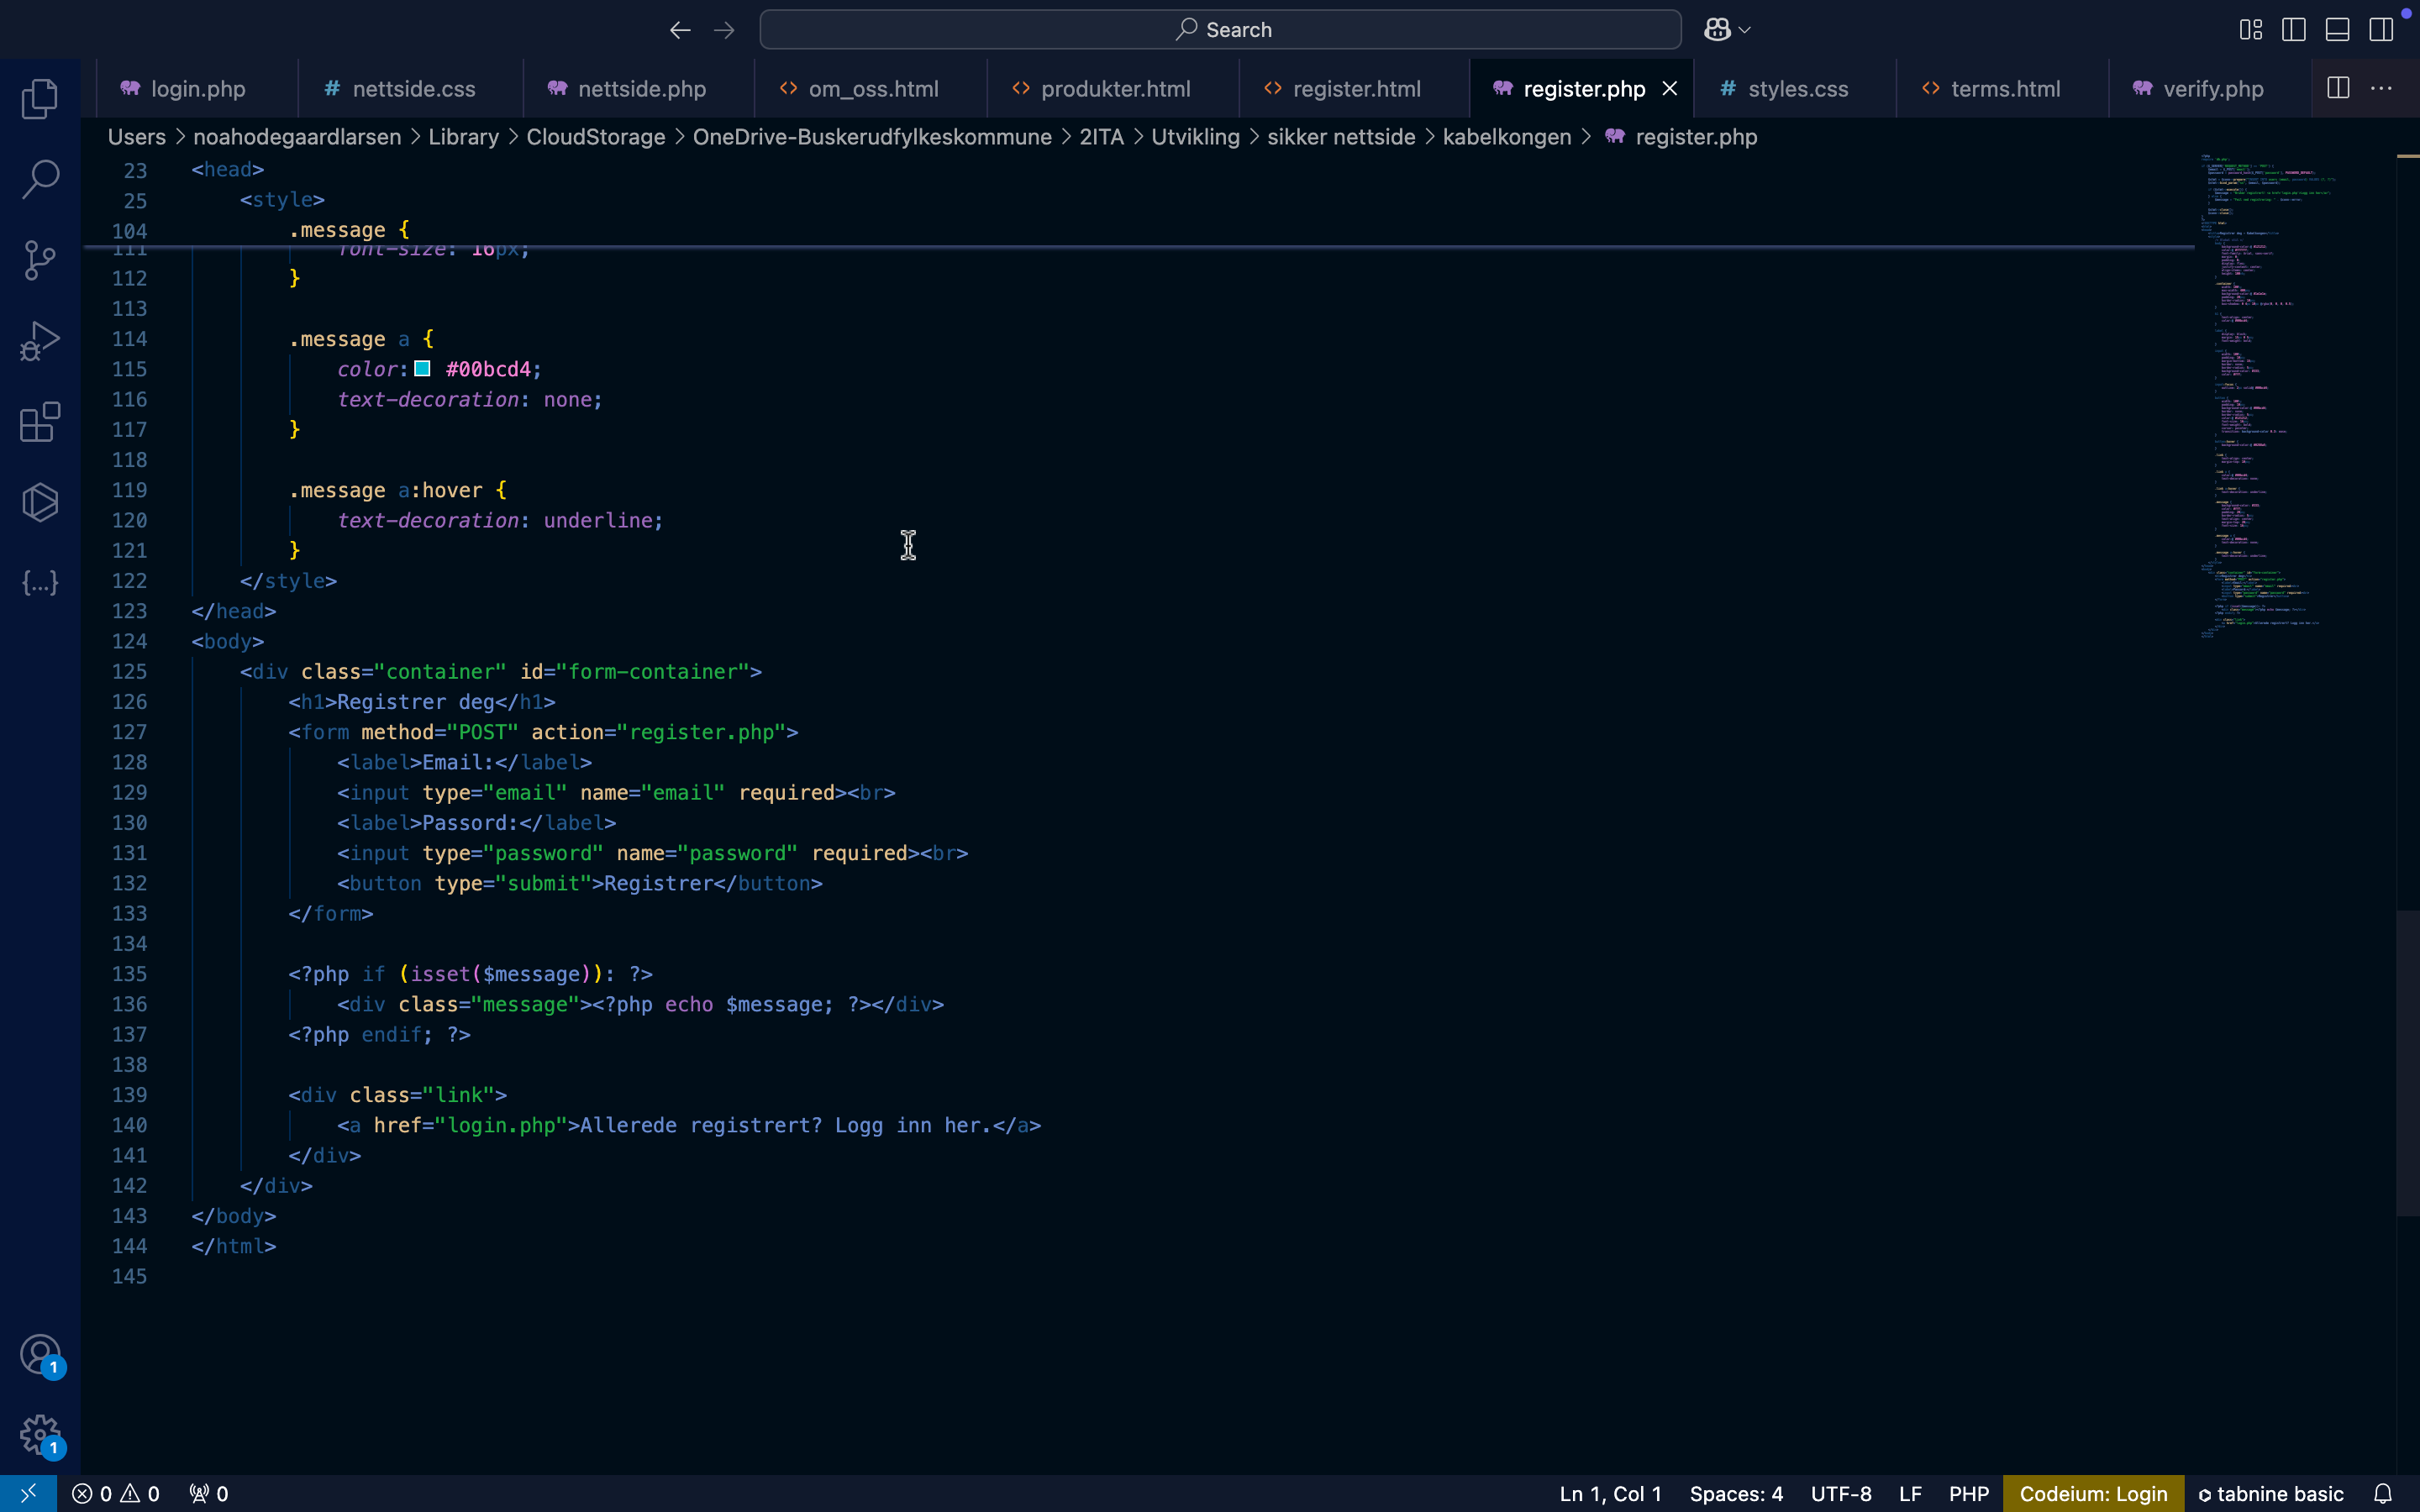 Search
login.php
nettside.css
nettside.php
om_oss.html
produkter.html
register.html
register.php
styles.css
terms.html
verify.php
Users > noahodegaardlarsen > Library > CloudStorage > OneDrive-Buskerudfylkeskommune > 2ITA > Utvikling > sikker nettside > kabelkongen > register.php
23 <head>
25 <style>
104 .message {
111 font-size: 16px;
112 }
113
114 .message a {
115 color: #00bcd4;
116 text-decoration: none;
117 }
118
119 .message a:hover {
120 text-decoration: underline;
121 }
122 </style>
123 </head>
124 <body>
125 <div class="container" id="form-container">
126 <h1>Registrer deg</h1>
127 <form method="POST" action="register.php">
128 <label>Email:</label>
129 <input type="email" name="email" required><br>
130 <label>Passord:</label>
131 <input type="password" name="password" required><br>
132 <button type="submit">Registrer</button>
133 </form>
134
135 <?php if (isset($message)): ?>
136 <div class="message"><?php echo $message; ?></div>
137 <?php endif; ?>
138
139 <div class="link">
140 <a href="login.php">Allerede registrert? Logg inn her.</a>
141 </div>
142 </div>
143 </body>
144 </html>
145
1
1
0 0 0
Ln 1, Col 1
Spaces: 4
UTF-8
LF
PHP
Codeium: Login
tabnine basic